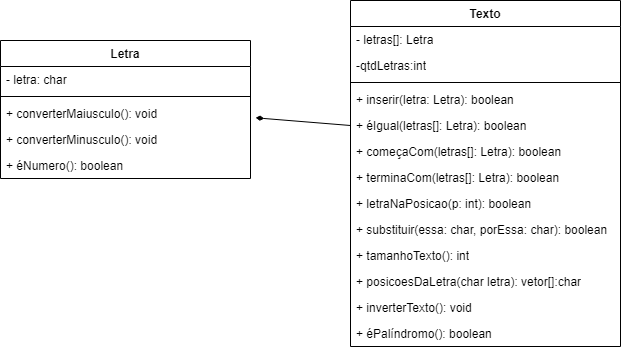 Letra
- letra: char
+ converterMaiusculo(): void
+ converterMinusculo(): void
+ éNumero(): boolean
Texto
- letras[]: Letra
-qtdLetras:int
+ inserir(letra: Letra): boolean
+ éIgual(letras[]: Letra): boolean
+ começaCom(letras[]: Letra): boolean
+ terminaCom(letras[]: Letra): boolean
+ letraNaPosicao(p: int): boolean
+ substituir(essa: char, porEssa: char): boolean
+ tamanhoTexto(): int
+ posicoesDaLetra(char letra): vetor[]:char
+ inverterTexto(): void
+ éPalíndromo(): boolean